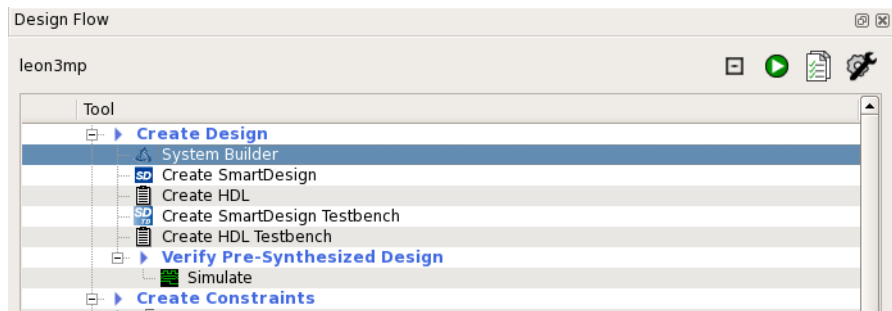 Design Flow
leon3mp
Tool
Create Design
System Builder
SD Create SmartDesign
Create HDL
SD TB Create SmartDesign Testbench
Create HDL Testbench
Verify Pre-Synthesized Design
Simulate
Create Constraints